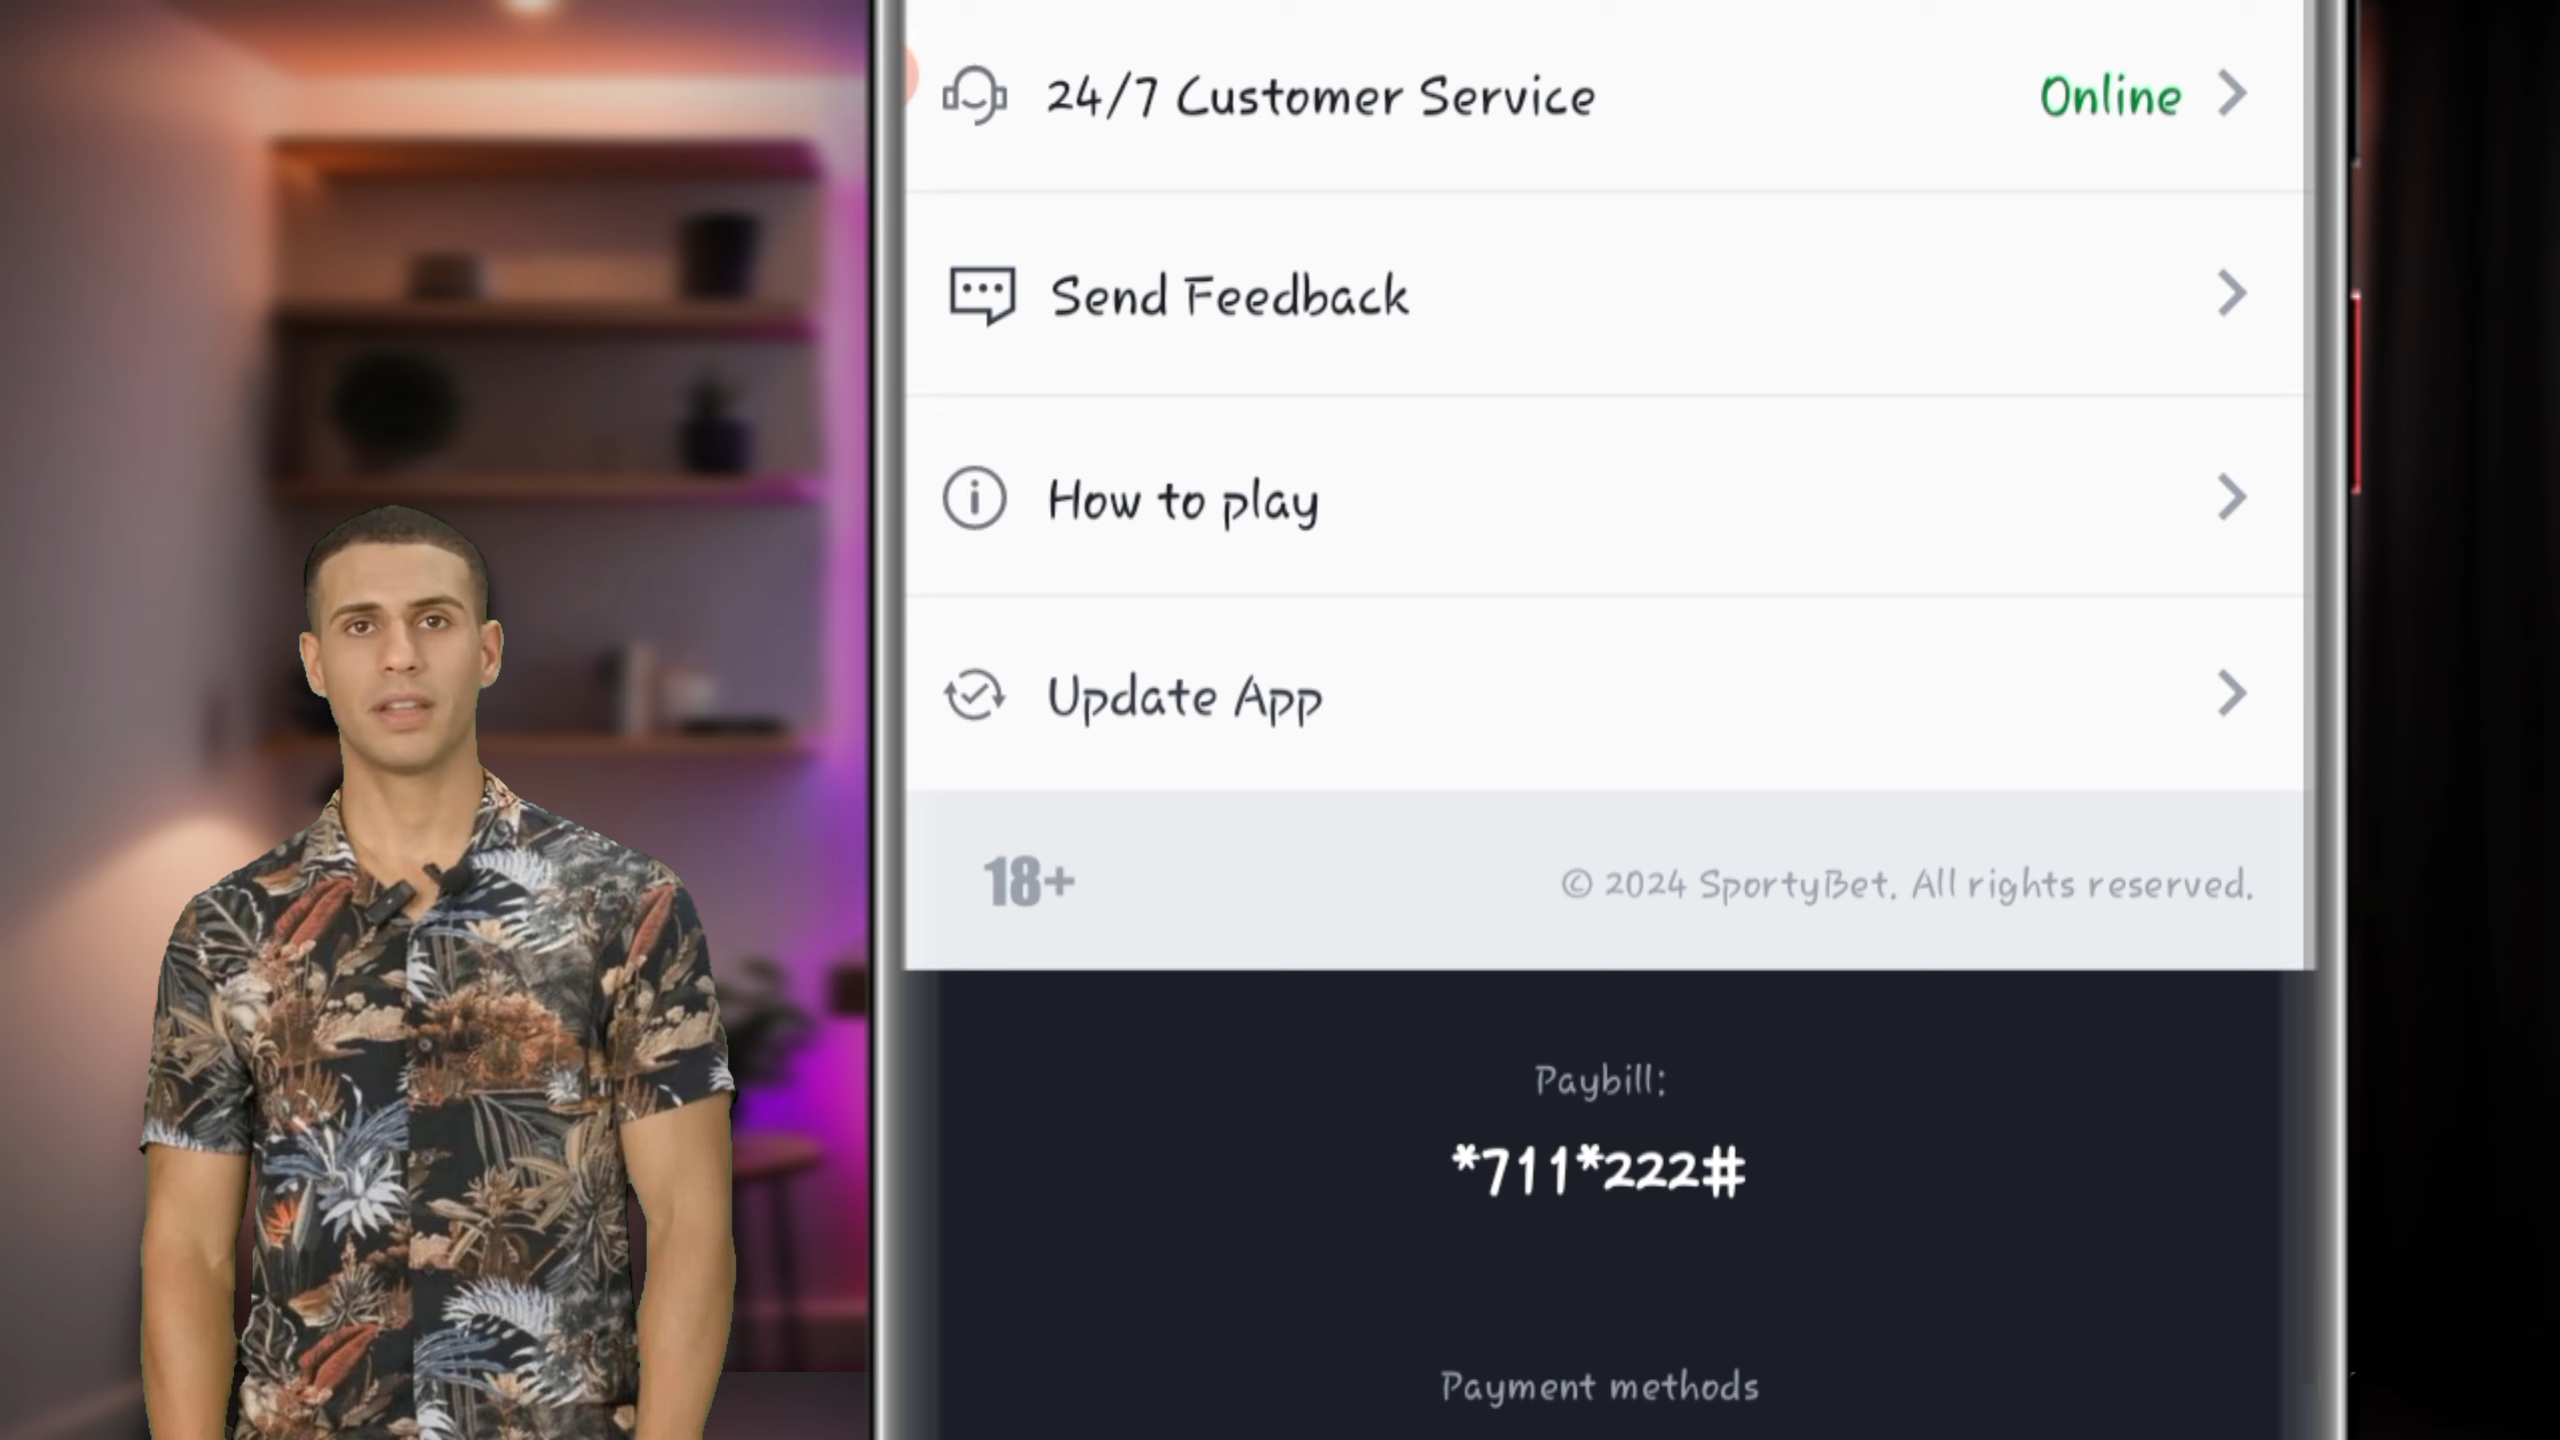 24/7 Customer Service Online
Send Feedback
How to play
Update App
18+ © 2024 SportyBet. All rights reserved.
Paybill:
*711*222#
Payment methods